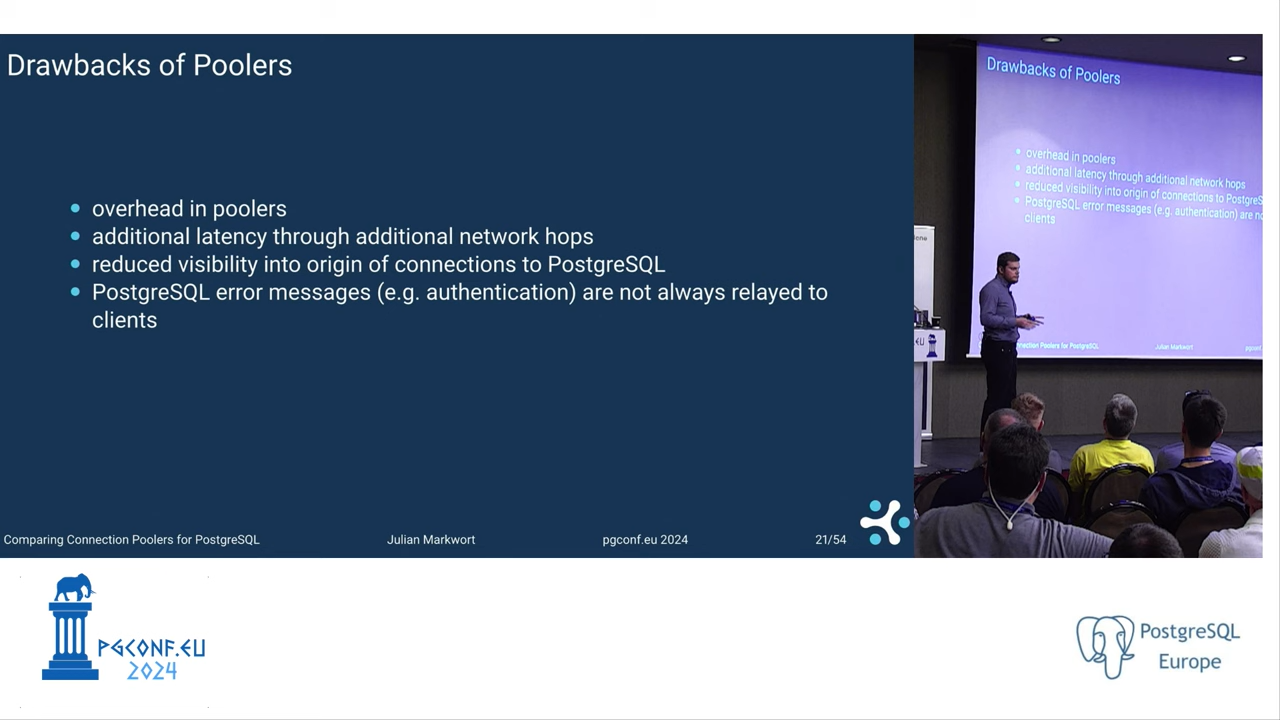 Drawbacks of Poolers
overhead in poolers
additional latency through additional network hops
reduced visibility into origin of connections to PostgreSQL
PostgreSQL error messages (e.g. authentication) are not always relayed to
clients
Comparing Connection Poolers for PostgreSQL
Julian Markwort
pgconf.eu 2024
21/54
Drawbacks of Poolers
overhead in poolers
additional latency through additional network hops
reduced visibility into origin of connections to PostgreS
PostgreSQL error messages (e.g. authentication) are no
clients
Connection Poolers for PostgreSQL
Julian Markwort
PGCONF.EU
2024
PostgreSQL
Europe